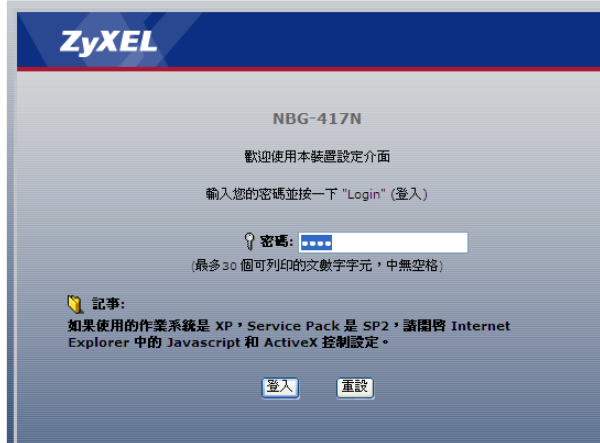 ZyXEL
NBG-417N
歡迎使用本裝置設定介面
輸入您的密碼並按一下 "Login" (登入)
密碼: ••••
(最多30 個可列印的文數字字元，中無空格)
記事:
如果使用的作業系統是 XP，Service Pack 是 SP2，請開啓 Internet
Explorer 中的 Javascript 和 ActiveX 控制設定。
登入 重設